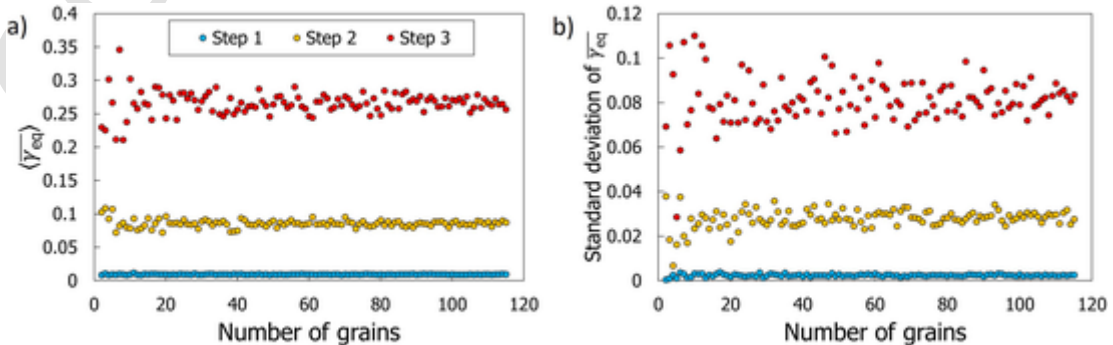 a)
0.4
0.35
0.3
0.25
0.2
0.15
0.1
0.05
0
⟨γ̅eq⟩
Step 1 Step 2 Step 3
0 20 40 60 80 100 120
Number of grains
b)
0.12
0.1
0.08
0.06
0.04
0.02
0
Standard deviation of γ̅eq
0 20 40 60 80 100 120
Number of grains